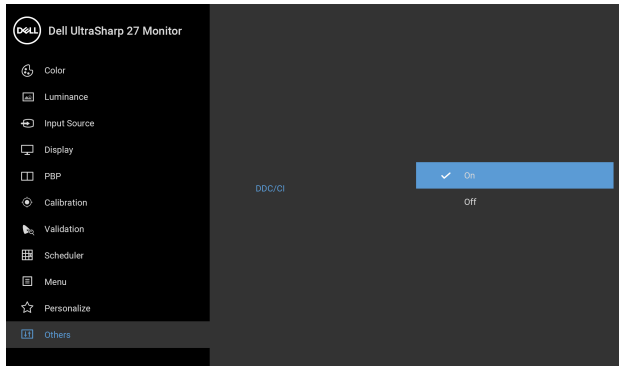 DELL
Dell UltraSharp 27 Monitor
Color
Luminance
Input Source
Display
PBP
Calibration
Validation
Scheduler
Menu
Personalize
Others
DDC/CI
On
Off